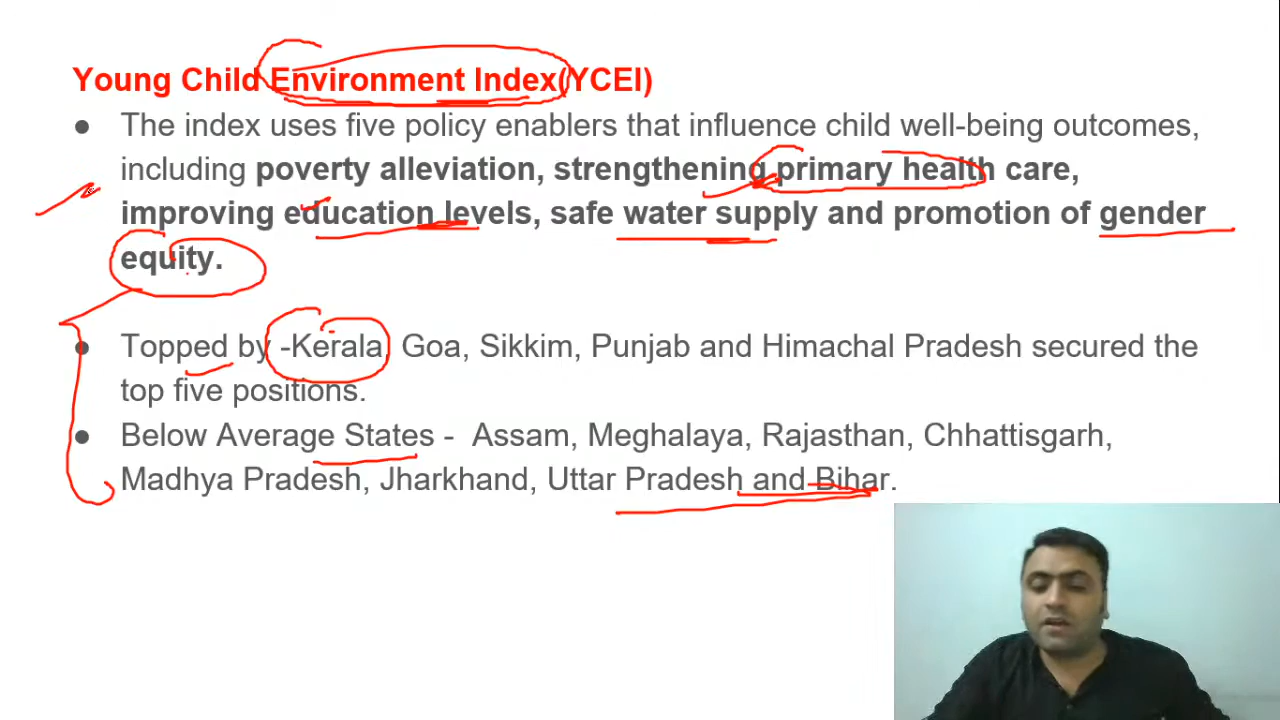 Young Child Environment Index(YCEI)
● The index uses five policy enablers that influence child well-being outcomes,
including poverty alleviation, strengthening primary health care,
improving education levels, safe water supply and promotion of gender
equity.
● Topped by -Kerala, Goa, Sikkim, Punjab and Himachal Pradesh secured the
top five positions.
● Below Average States - Assam, Meghalaya, Rajasthan, Chhattisgarh,
Madhya Pradesh, Jharkhand, Uttar Pradesh and Bihar.